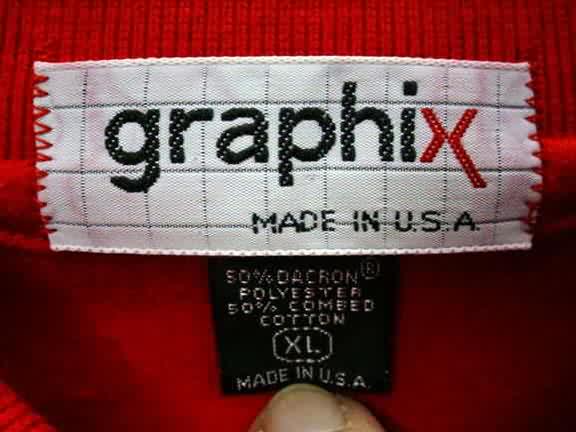 graphix
MADE IN U.S.A.
50% DACRON®
POLYESTER
50% COMBED
COTTON
XL
MADE IN U.S.A.